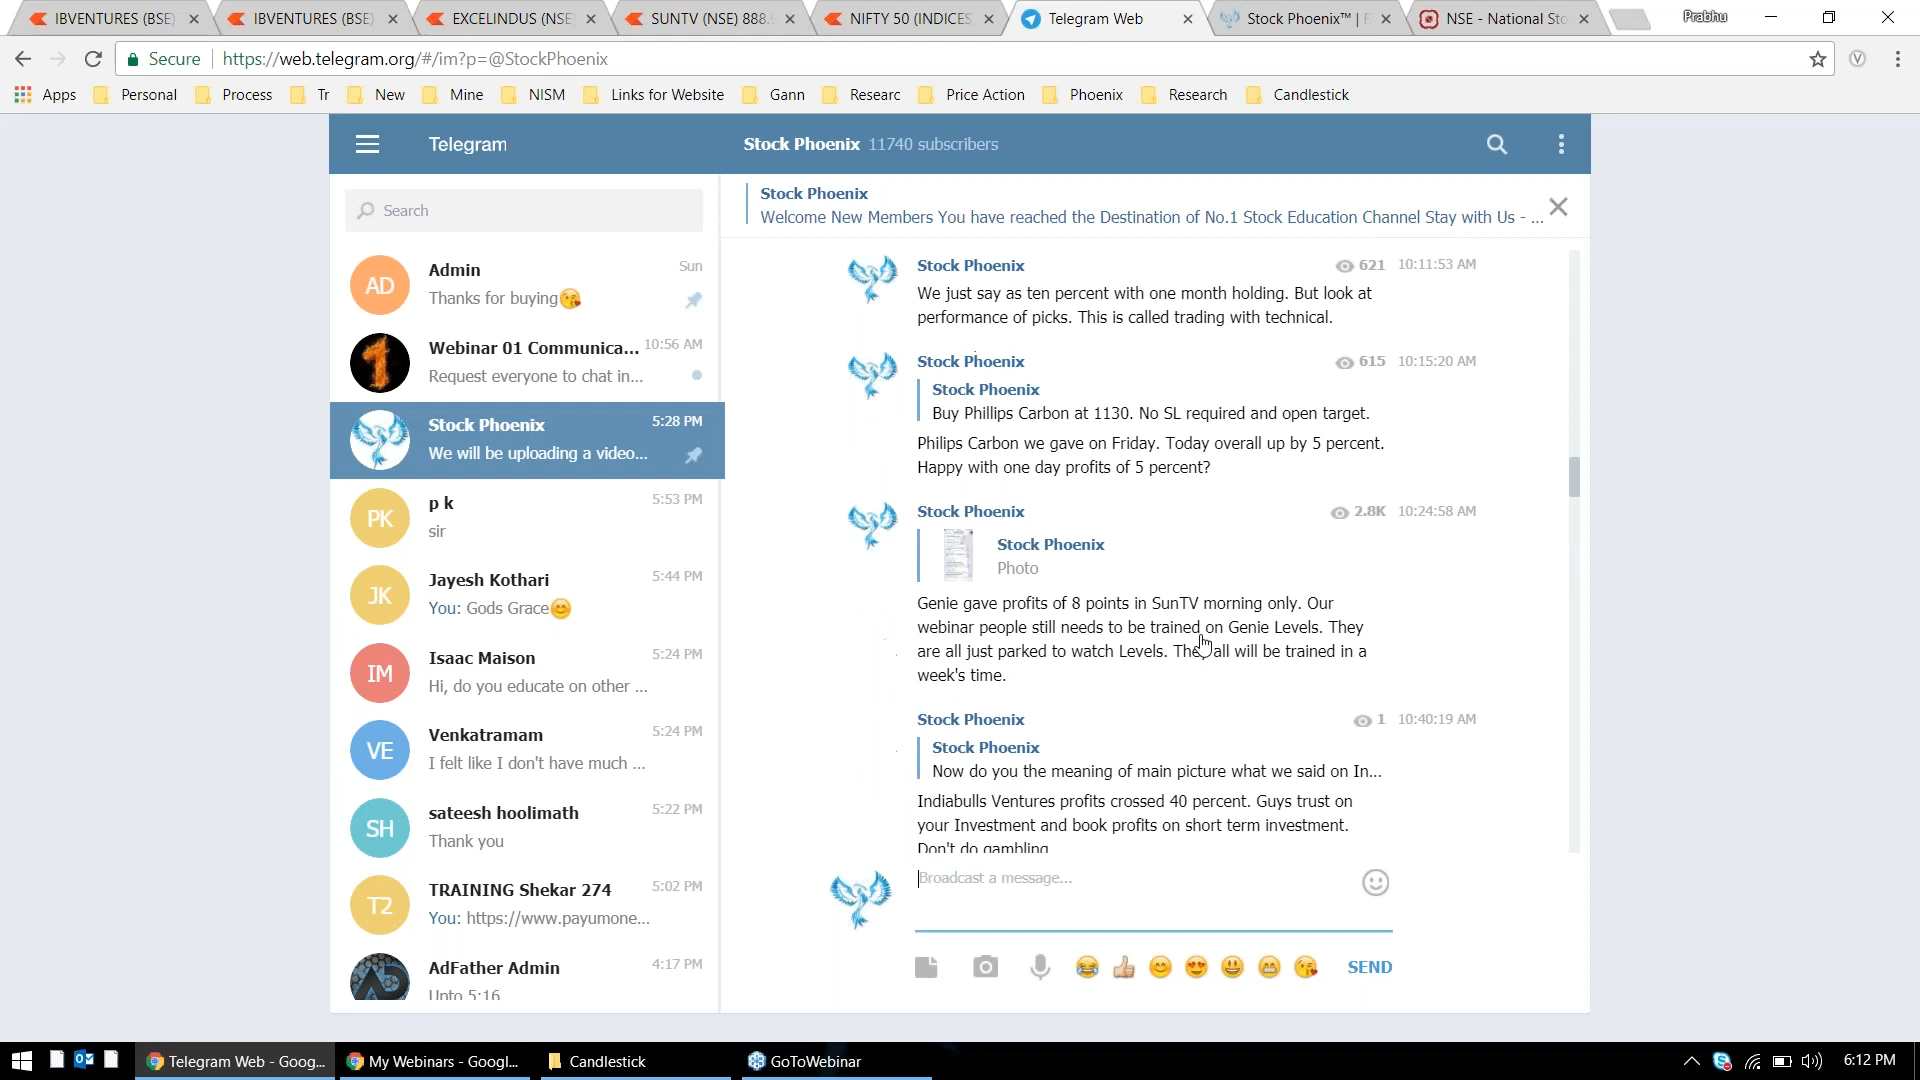 IBVENTURES (BSE)
IBVENTURES (BSE)
EXCELINDUS (NSE
SUNTV (NSE) 888.
NIFTY 50 (INDICES
Telegram Web
Stock Phoenix™ | F
NSE - National Sto
Prabhu
Secure
https://web.telegram.org/#/im?p=@StockPhoenix
Apps
Personal
Process
Tr
New
Mine
NISM
Links for Website
Gann
Researc
Price Action
Phoenix
Research
Candlestick
Telegram
Stock Phoenix 11740 subscribers
Search
Stock Phoenix
Welcome New Members You have reached the Destination of No.1 Stock Education Channel Stay with Us - ...
AD
Admin
Sun
Thanks for buying
1
Webinar 01 Communica...
10:56 AM
Request everyone to chat in...
Stock Phoenix
5:28 PM
We will be uploading a video...
PK
p k
5:53 PM
sir
JK
Jayesh Kothari
5:44 PM
You: Gods Grace
IM
Isaac Maison
5:24 PM
Hi, do you educate on other ...
VE
Venkatramam
5:24 PM
I felt like I don't have much ...
SH
sateesh hoolimath
5:22 PM
Thank you
T2
TRAINING Shekar 274
5:02 PM
You: https://www.payumone...
AdFather Admin
4:17 PM
Upto 5:16
Stock Phoenix
621 10:11:53 AM
We just say as ten percent with one month holding. But look at
performance of picks. This is called trading with technical.
Stock Phoenix
615 10:15:20 AM
Stock Phoenix
Buy Phillips Carbon at 1130. No SL required and open target.
Philips Carbon we gave on Friday. Today overall up by 5 percent.
Happy with one day profits of 5 percent?
Stock Phoenix
2.8K 10:24:58 AM
Stock Phoenix
Photo
Genie gave profits of 8 points in SunTV morning only. Our
webinar people still needs to be trained on Genie Levels. They
are all just parked to watch Levels. They all will be trained in a
week's time.
Stock Phoenix
1 10:40:19 AM
Stock Phoenix
Now do you the meaning of main picture what we said on In...
Indiabulls Ventures profits crossed 40 percent. Guys trust on
your Investment and book profits on short term investment.
Don't do gambling
Broadcast a message...
SEND
Telegram Web - Goog...
My Webinars - Googl...
Candlestick
GoToWebinar
6:12 PM